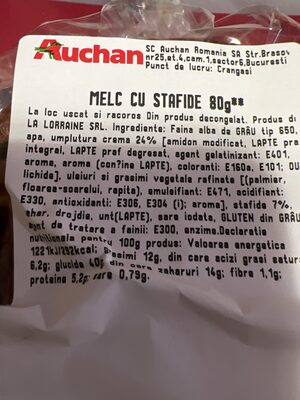 Auchan
SC Auchan Romania SA Str.Brasov
nr25,et.4,cam.1,sector6,Bucuresti
Punct de lucru: Crangasi
MELC CU STAFIDE 80g**
La loc uscat si racoros Din produs decongelat. Produs de
LA LORRAINE SRL. Ingrediente: Faina alba de GRÂU tip 650,
apa, umplutura crema 24% [amidon modificat, LAPTE praf
integral, LAPTE praf degresat, agent gelatinizant: E401,
aroma, aroma (con?ine LAPTE), coloranti: E160a, E101; OU
lichide], uleiuri si grasimi vegetale rafinate [(palmier,
floarea-soarelui, rapita), emulsifiant: E471, acidifiant:
E330, antioxidanti: E306, E304 (i); aroma], stafide 7%,
zahar, drojdie, unt(LAPTE), sare iodata, GLUTEN din GRÂU,
agent de tratare a fainii: E300, enzime.Declaratie
nutritionala pentru 100g produs: Valoarea energetica
1221kJ/292kcal; grasimi 12g, din care acizi grasi satura
6,2g; glucide 40g din care zaharuri 14g; fibre 1,1g;
proteine 5,2g; sare 0,79g.